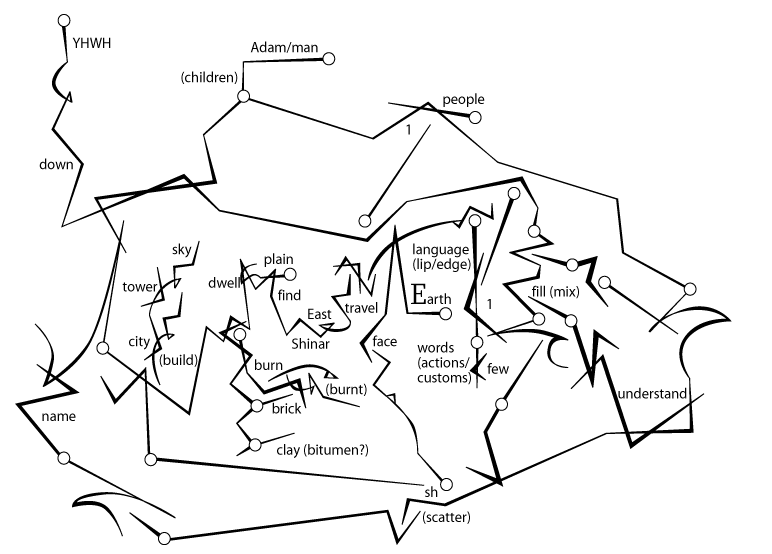 YHWH
Adam/man
(children)
people
1
down
sky
plain
language
(lip/edge)
tower
dwell
find
fill (mix)
Earth
1
East
travel
city
Shinar
face
(build)
words
(actions/
customs)
few
burn
(burnt)
understand
name
brick
clay (bitumen?)
sh
(scatter)